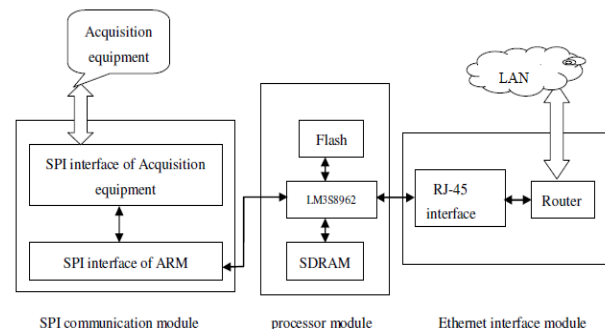 Acquisition
equipment
SPI interface of Acquisition
equipment
SPI interface of ARM
SPI communication module
Flash
LM3S8962
SDRAM
processor module
LAN
RJ-45
interface
Router
Ethernet interface module